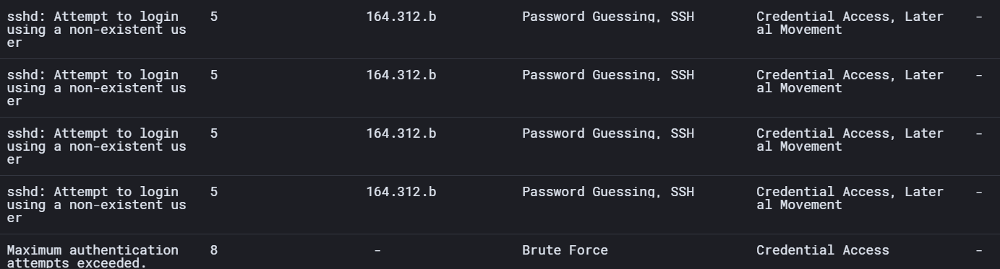 sshd: Attempt to login 5 164.312.b Password Guessing, SSH Credential Access, Later -
using a non-existent us al Movement
er
sshd: Attempt to login 5 164.312.b Password Guessing, SSH Credential Access, Later -
using a non-existent us al Movement
er
sshd: Attempt to login 5 164.312.b Password Guessing, SSH Credential Access, Later -
using a non-existent us al Movement
er
sshd: Attempt to login 5 164.312.b Password Guessing, SSH Credential Access, Later -
using a non-existent us al Movement
er
Maximum authentication 8 - Brute Force Credential Access -
attempts exceeded.